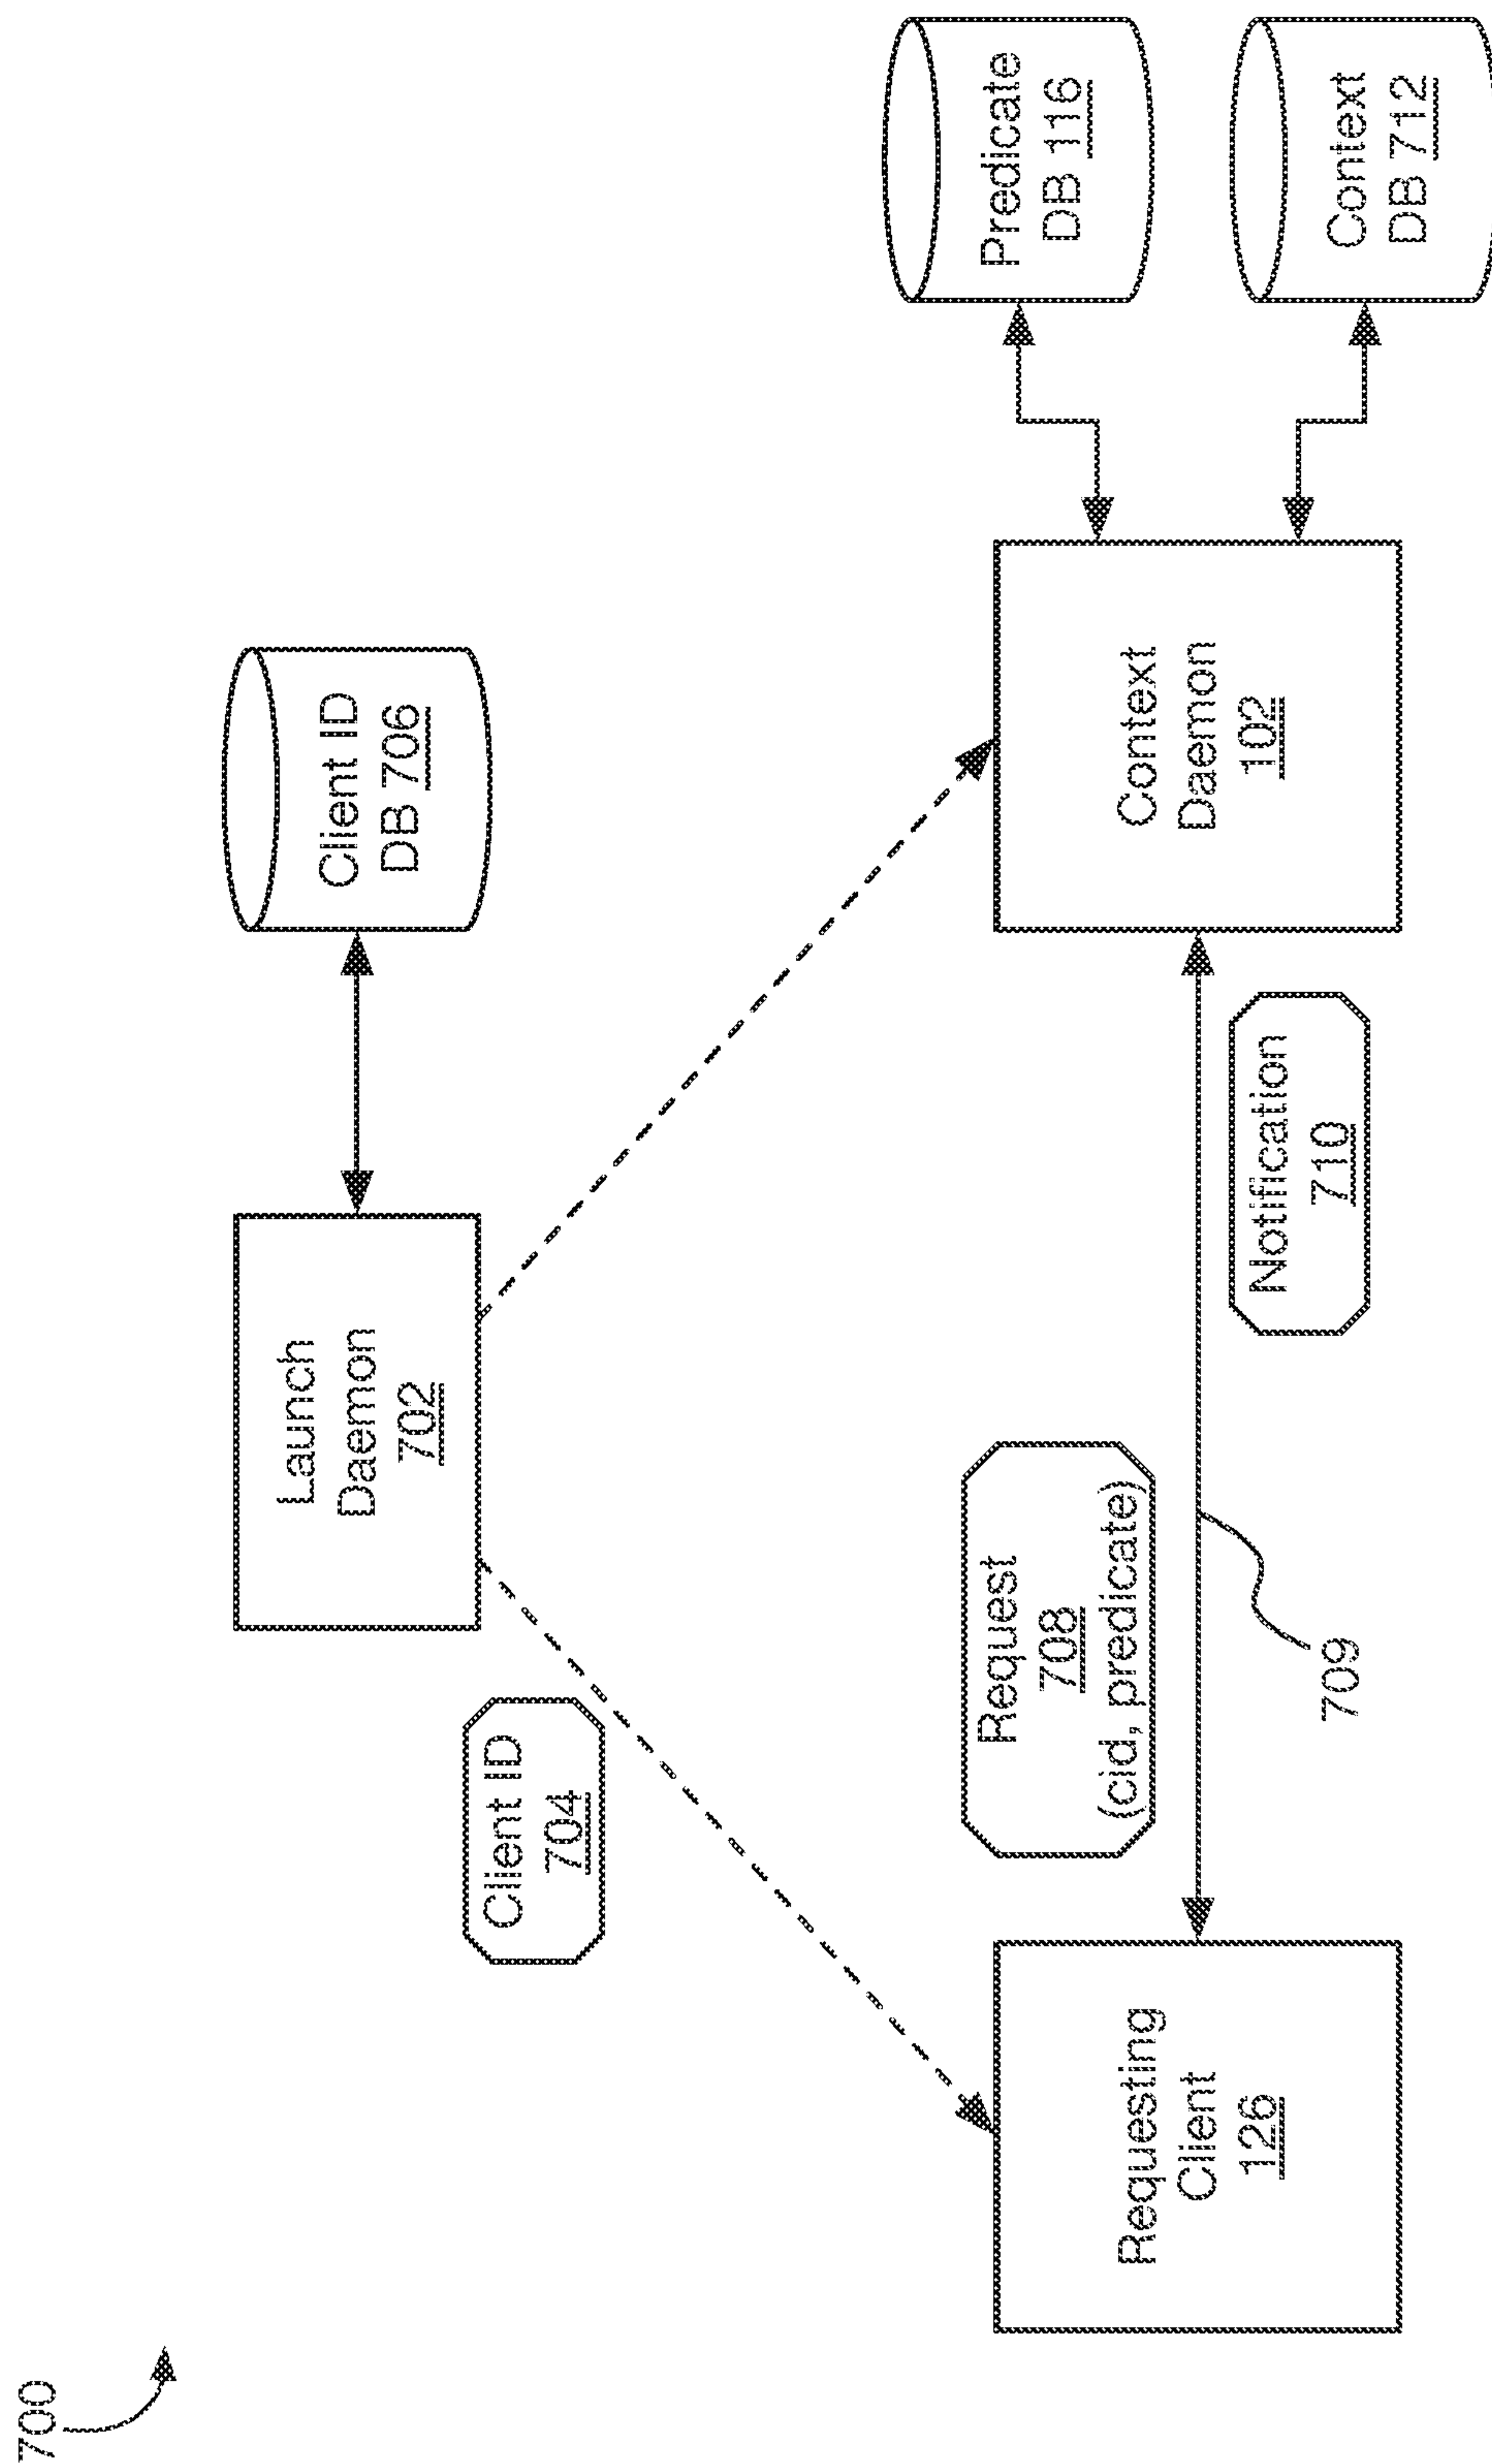 700
Launch
Daemon
702
Client ID
DB 706
Client ID
704
Request
708
(cid, predicate)
709
Notification
710
Requesting
Client
126
Context
Daemon
102
Predicate
DB 116
Context
DB 712